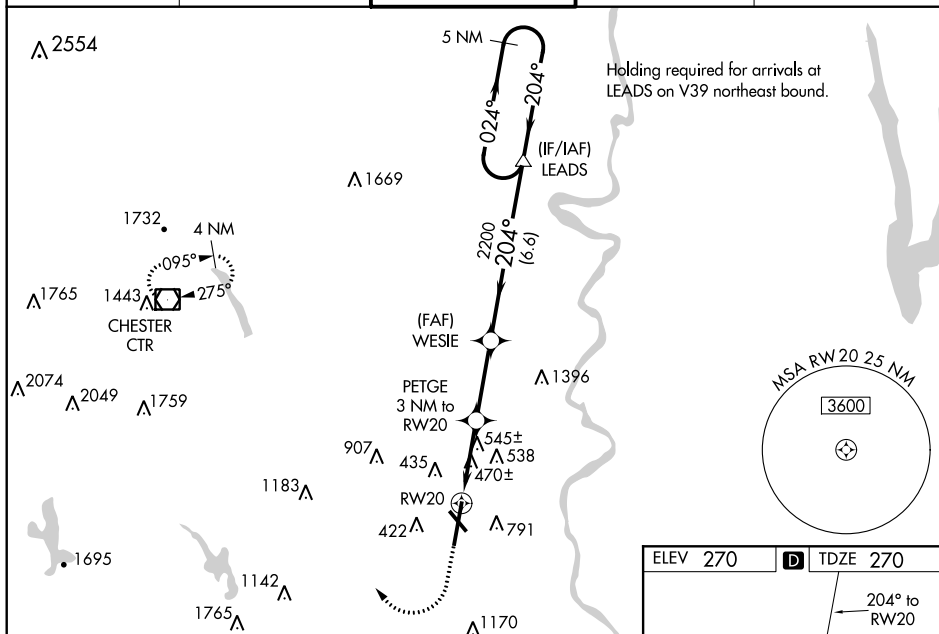 2554
5 NM
024°
204°
Holding required for arrivals at
LEADS on V39 northeast bound.
(IF/IAF)
LEADS
1669
1732
4 NM
095°
275°
1765
1443
CHESTER
CTR
2200
204°
(6.6)
(FAF)
WESIE
2074
2049
1759
1396
PETGE
3 NM to
RW20
MSA RW20 25 NM
3600
907
435
545±
538
470±
1183
RW20
422
791
1695
1142
1765
1170
ELEV 270 D TDZE 270
204° to
RW20